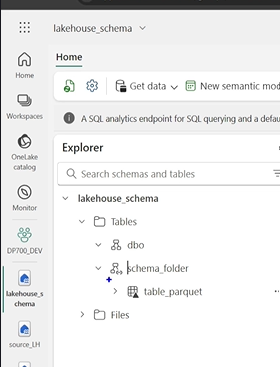 lakehouse_schema
Home
Home
Get data
New semantic mod
Workspaces
A SQL analytics endpoint for SQL querying and a defau
OneLake
catalog
Explorer
Search schemas and tables
Monitor
lakehouse_schema
Tables
DP700_DEV
dbo
schema_folder
lakehouse_s
chema
table_parquet
Files
source_LH